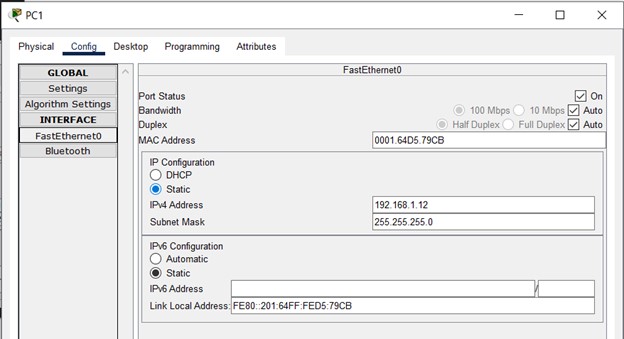 PC1
Physical Config Desktop Programming Attributes
GLOBAL
Settings
Algorithm Settings
INTERFACE
FastEthernet0
Bluetooth
FastEthernet0
Port Status On
Bandwidth 100 Mbps 10 Mbps Auto
Duplex Half Duplex Full Duplex Auto
MAC Address 0001.64D5.79CB
IP Configuration
DHCP
Static
IPv4 Address 192.168.1.12
Subnet Mask 255.255.255.0
IPv6 Configuration
Automatic
Static
IPv6 Address /
Link Local Address: FE80::201:64FF:FED5:79CB